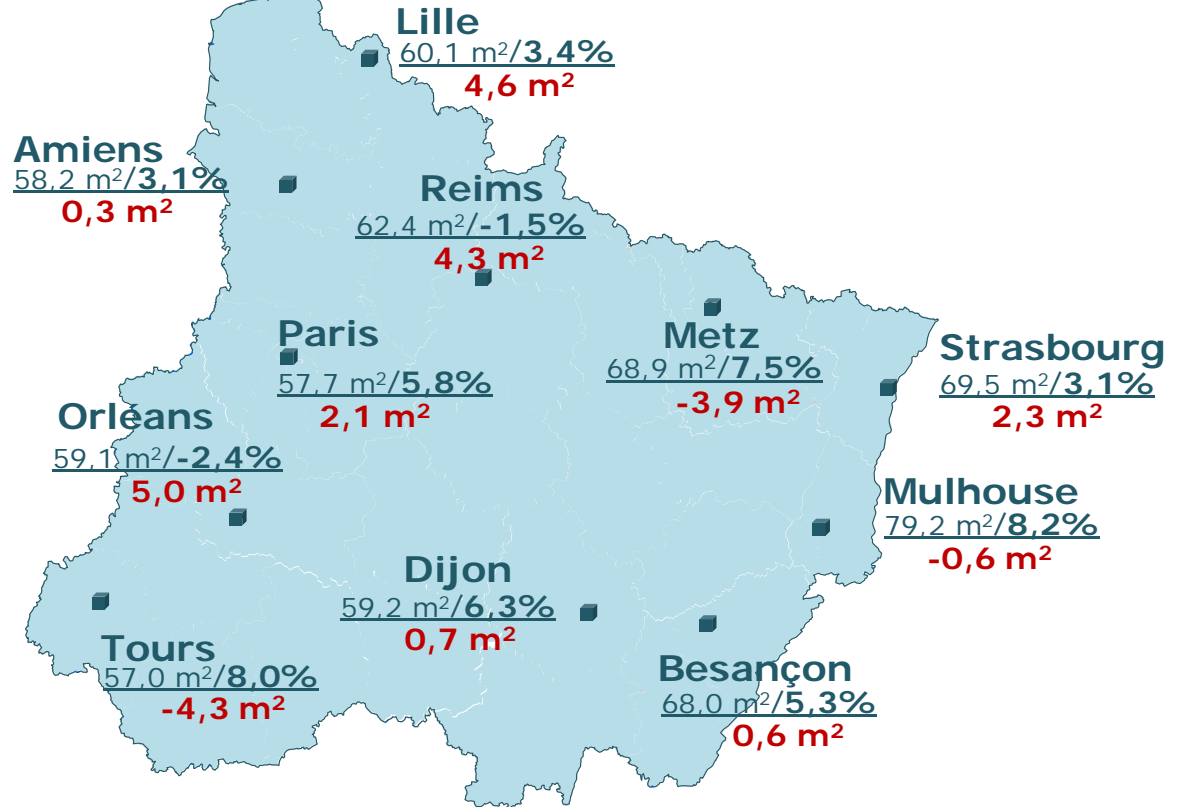 Lille
60,1 m²/3,4%
4,6 m²
Amiens
58,2 m²/3,1%
0,3 m²
Reims
62,4 m²/-1,5%
4,3 m²
Paris
57,7 m²/5,8%
2,1 m²
Metz
68,9 m²/7,5%
-3,9 m²
Strasbourg
69,5 m²/3,1%
2,3 m²
Orléans
59,1 m²/-2,4%
5,0 m²
Mulhouse
79,2 m²/8,2%
-0,6 m²
Dijon
59,2 m²/6,3%
0,7 m²
Tours
57,0 m²/8,0%
-4,3 m²
Besançon
68,0 m²/5,3%
0,6 m²